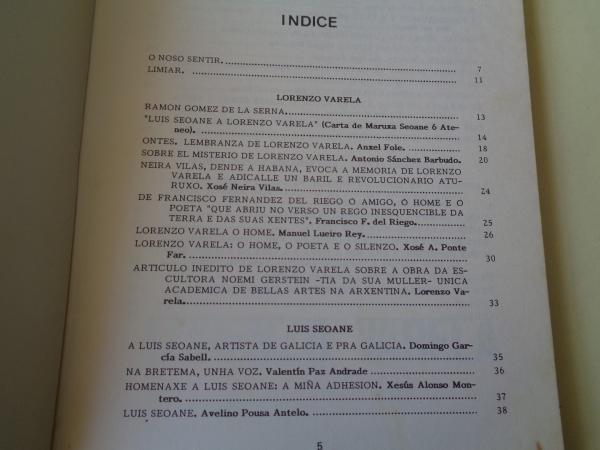 INDICE
O NOSO SENTIR. 7
LIMIAR. 11
LORENZO VARELA
RAMON GOMEZ DE LA SERNA. 13
"LUIS SEOANE A LORENZO VARELA" (Carta de Maruxa Seoane ó Ate-
neo). 14
ONTES. LEMBRANZA DE LORENZO VARELA. Anxel Fole. 18
SOBRE EL MISTERIO DE LORENZO VARELA. Antonio Sánchez Barbudo. 20
NEIRA VILAS, DENDE A HABANA, EVOCA A MEMORIA DE LORENZO
VARELA E ADICALLE UN BARIL E REVOLUCIONARIO ATU-
RUXO. Xosé Neira Vilas. 24
DE FRANCISCO FERNANDEZ DEL RIEGO O AMIGO, O HOME E O
POETA "QUE ABRIU NO VERSO UN REGO INESQUENCIBLE DA
TERRA E DAS SUAS XENTES". Francisco F. del Riego. 25
LORENZO VARELA O HOME. Manuel Lueiro Rey. 26
LORENZO VARELA: O HOME, O POETA E O SILENZO. Xosé A. Ponte
Far. 30
ARTICULO INEDITO DE LORENZO VARELA SOBRE A OBRA DA ES-
CULTORA NOEMI GERSTEIN -TIA DA SUA MULLER- UNICA
ACADEMICA DE BELLAS ARTES NA ARXENTINA. Lorenzo Va-
rela. 33
LUIS SEOANE
A LUIS SEOANE, ARTISTA DE GALICIA E PRA GALICIA. Domingo Gar-
cía Sabell. 35
NA BRETEMA, UNHA VOZ. Valentín Paz Andrade 36
HOMENAXE A LUIS SEOANE: A MIÑA ADHESION. Xesús Alonso Mon-
tero. 37
LUIS SEOANE. Avelino Pousa Antelo. 38
5